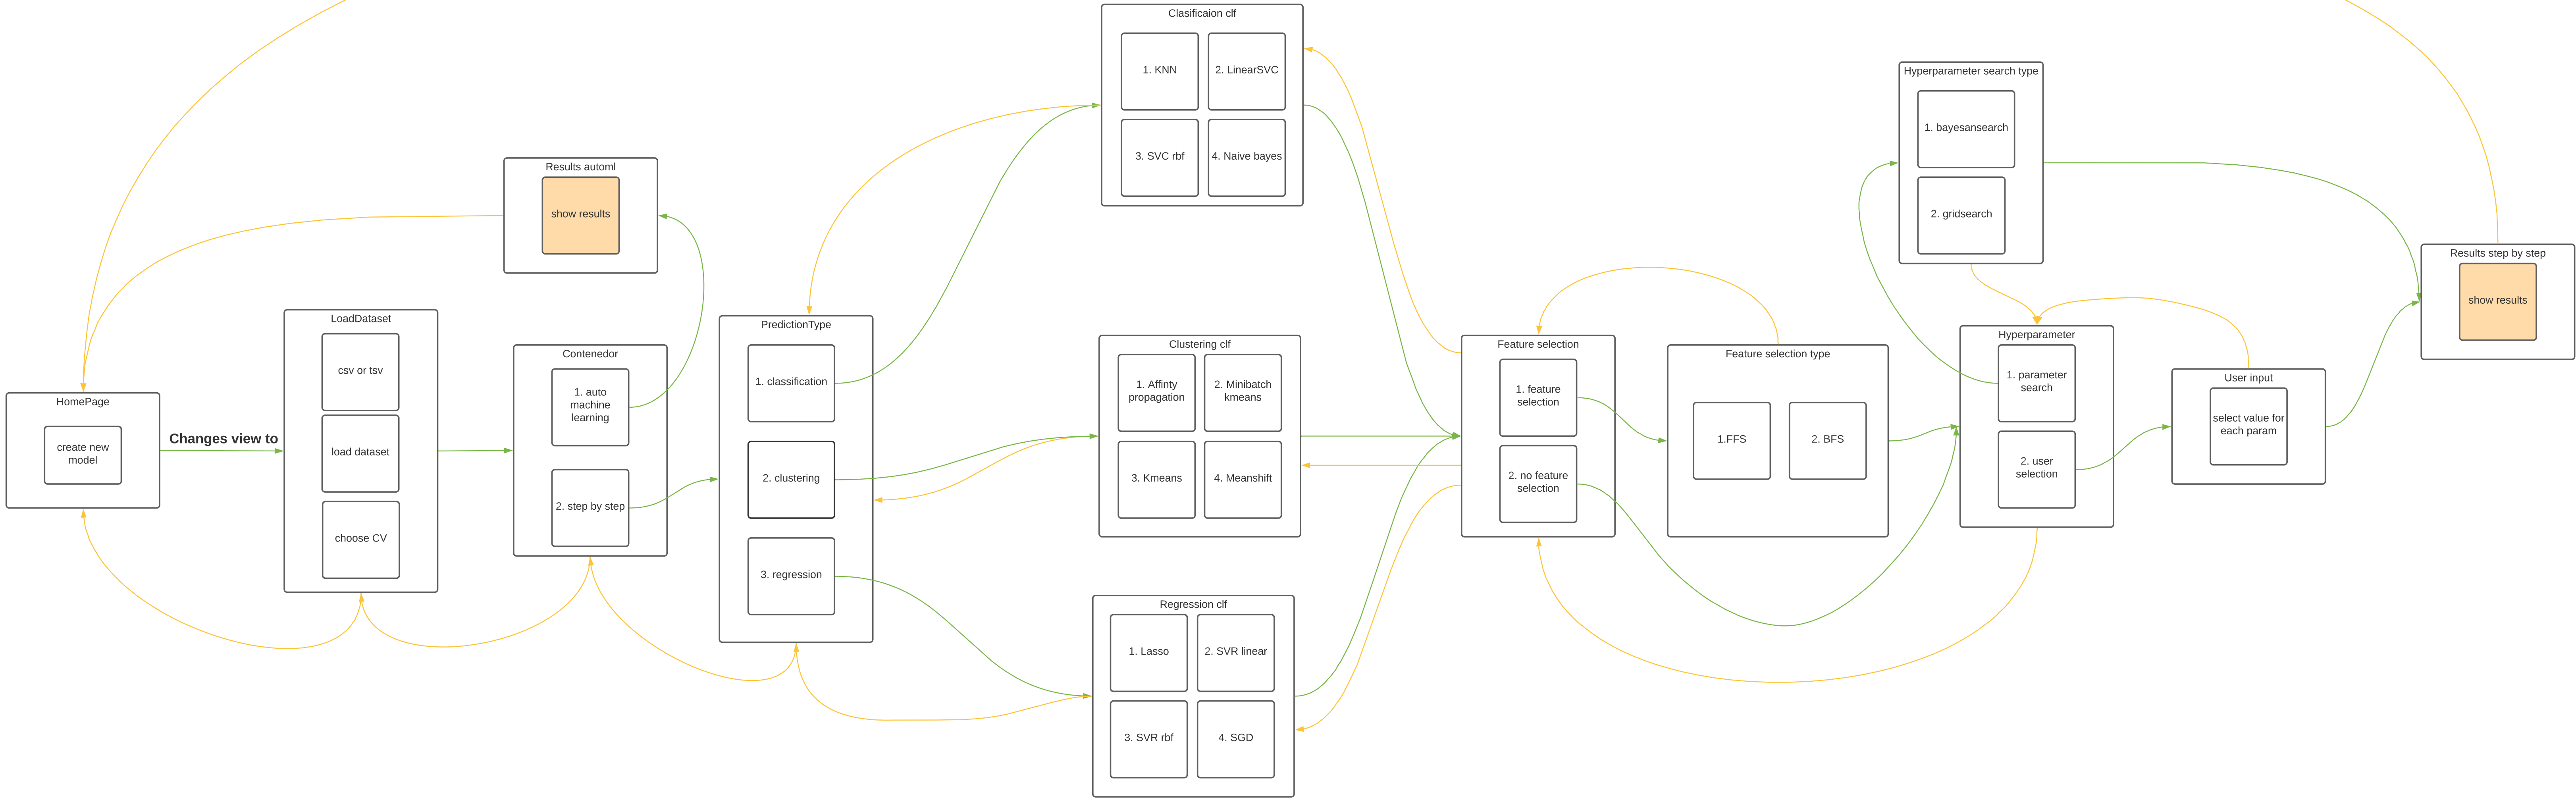 HomePage
create new
model
Changes view to
LoadDataset
csv or tsv
load dataset
choose CV
Results automl
show results
Contenedor
1. auto
machine
learning
2. step by step
PredictionType
1. classification
2. clustering
3. regression
Clasificaion clf
1. KNN
2. LinearSVC
3. SVC rbf
4. Naive bayes
Clustering clf
1. Affinty
propagation
2. Minibatch
kmeans
3. Kmeans
4. Meanshift
Regression clf
1. Lasso
2. SVR linear
3. SVR rbf
4. SGD
Feature selection
1. feature
selection
2. no feature
selection
Feature selection type
1.FFS
2. BFS
Hyperparameter search type
1. bayesansearch
2. gridsearch
Hyperparameter
1. parameter
search
2. user
selection
User input
select value for
each param
Results step by step
show results